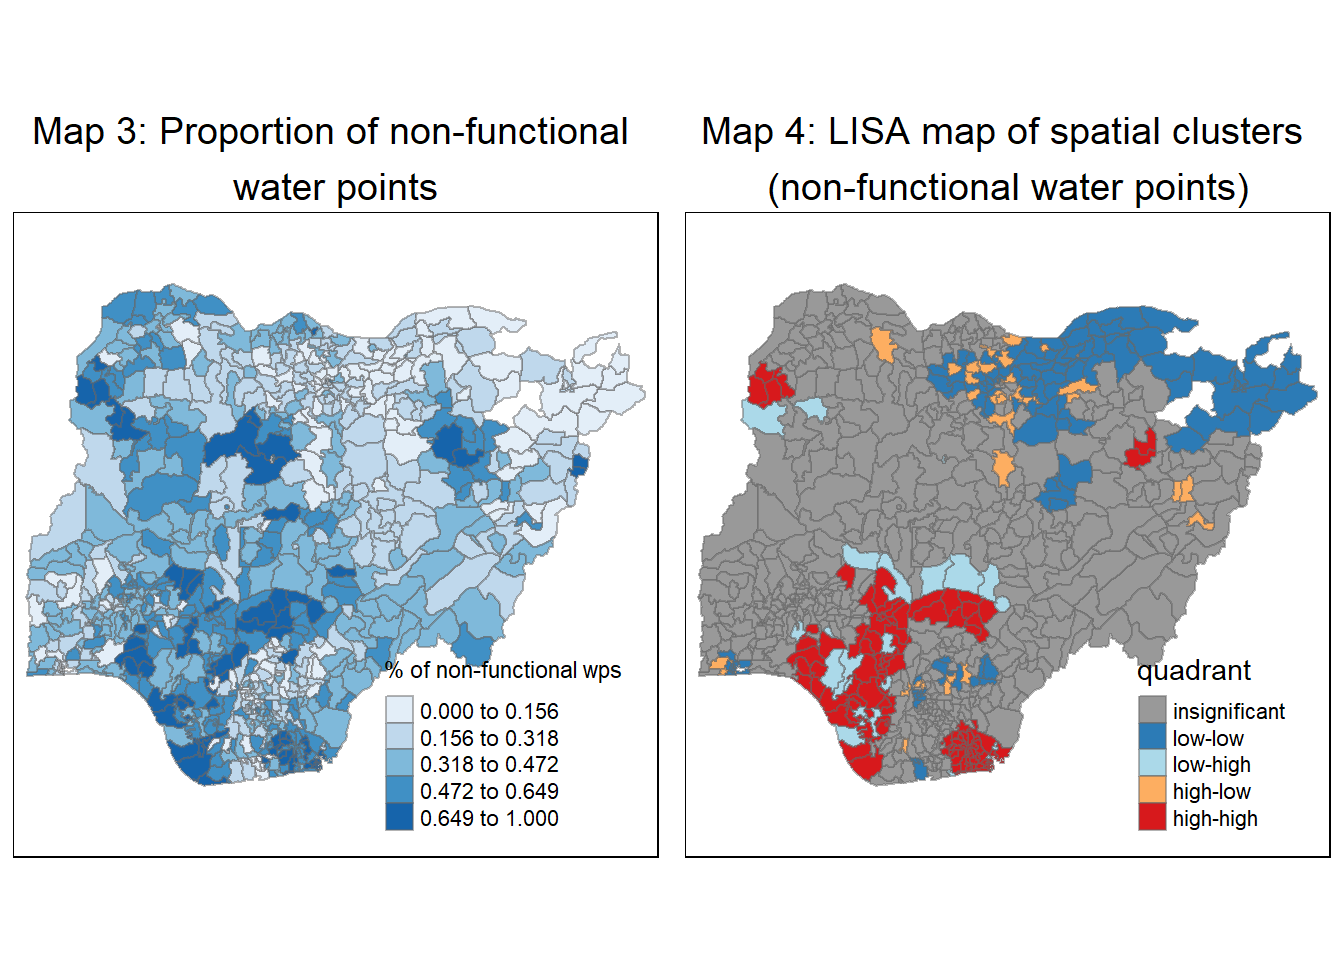 Map 3: Proportion of non-functional
water points
% of non-functional wps
0.000 to 0.156
0.156 to 0.318
0.318 to 0.472
0.472 to 0.649
0.649 to 1.000
Map 4: LISA map of spatial clusters
(non-functional water points)
quadrant
insignificant
low-low
low-high
high-low
high-high